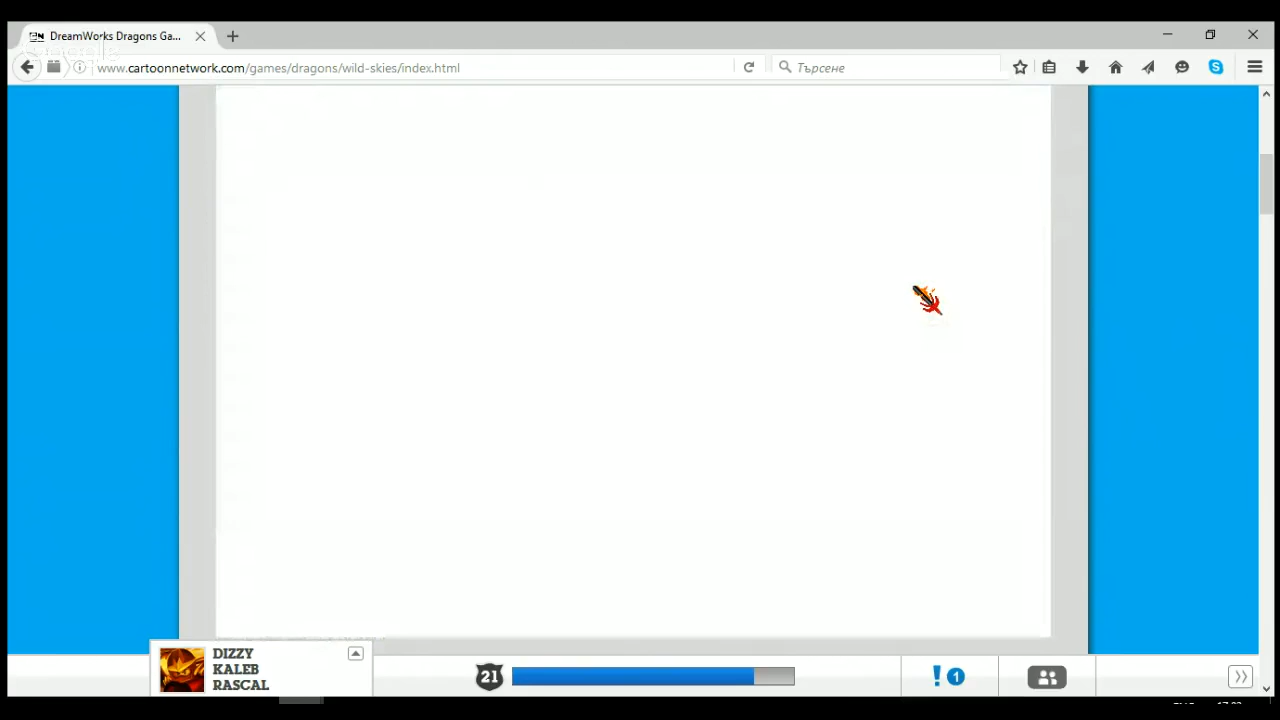 DreamWorks Dragons Ga...
www.cartoonnetwork.com/games/dragons/wild-skies/index.html
Търсене
DIZZY
KALEB
RASCAL
21
! 1